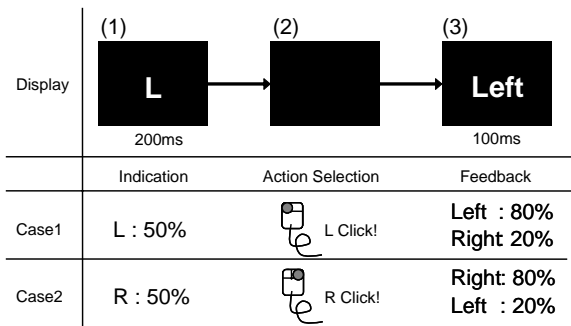 (1) (2) (3)
Display L Left
200ms 100ms
Indication Action Selection Feedback
Case1 L : 50% L Click! Left : 80%
Right: 20%
Case2 R : 50% R Click! Right: 80%
Left : 20%